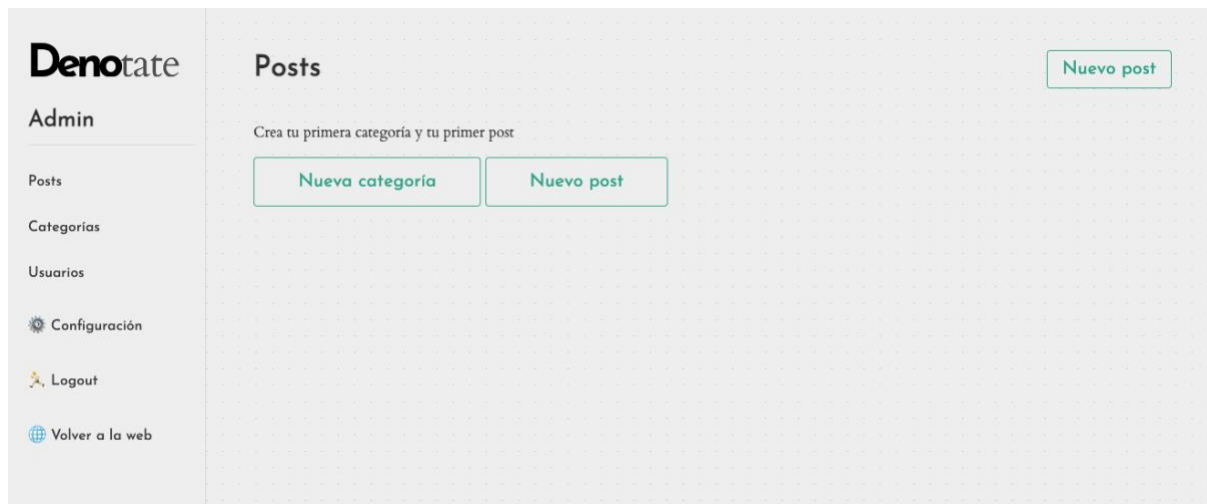 Denotate
Admin
Posts
Categorías
Usuarios
Configuración
Logout
Volver a la web
Posts
Nuevo post
Crea tu primera categoría y tu primer post
Nueva categoría
Nuevo post